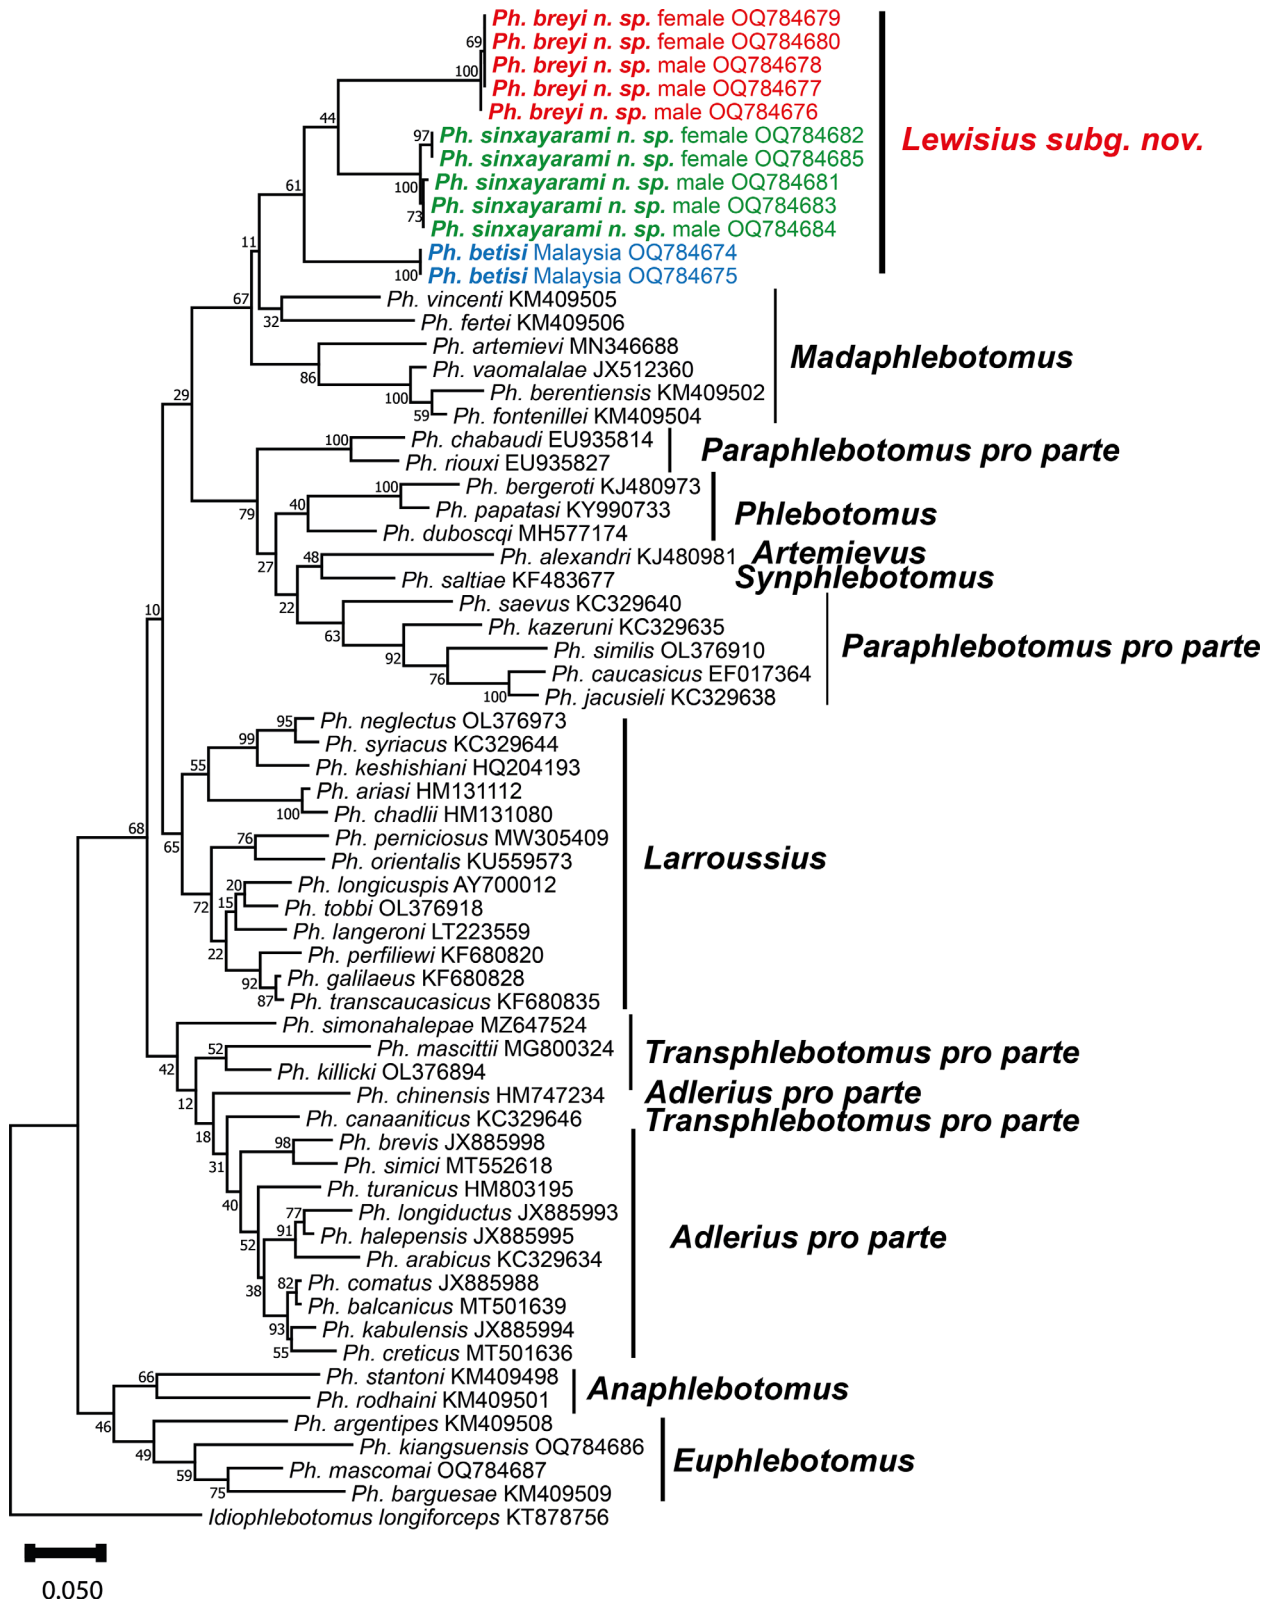 Ph. breyi n. sp. female OQ784679
69
Ph. breyi n. sp. female OQ784680
Ph. breyi n. sp. male OQ784678
100
Ph. breyi n. sp. male OQ784677
Ph. breyi n. sp. male OQ784676
44
97
Ph. sinxayarami n. sp. female OQ784682
Lewisius subg. nov.
Ph. sinxayarami n. sp. female OQ784685
61
100
Ph. sinxayarami n. sp. male OQ784681
Ph. sinxayarami n. sp. male OQ784683
73
Ph. sinxayarami n. sp. male OQ784684
11
Ph. betisi Malaysia OQ784674
100
Ph. betisi Malaysia OQ784675
67
Ph. vincenti KM409505
32
Ph. fertei KM409506
Ph. artemievi MN346688
Madaphlebotomus
86
Ph. vaomalalae JX512360
29
100
Ph. berentiensis KM409502
59
Ph. fontenillei KM409504
100
Ph. chabaudi EU935814
Paraphlebotomus pro parte
Ph. riouxi EU935827
100
Ph. bergeroti KJ480973
79
40
Ph. papatasi KY990733
Phlebotomus
Ph. duboscqi MH577174
48
Ph. alexandri KJ480981
Artemievus
27
Ph. saltiae KF483677
Synphlebotomus
10
22
Ph. saevus KC329640
63
Ph. kazeruni KC329635
Paraphlebotomus pro parte
92
Ph. similis OL376910
76
Ph. caucasicus EF017364
100
Ph. jacusieli KC329638
95
Ph. neglectus OL376973
99
Ph. syriacus KC329644
55
Ph. keshishiani HQ204193
Ph. ariasi HM131112
100
Ph. chadlii HM131080
68
76
Ph. perniciosus MW305409
65
Ph. orientalis KU559573
Larroussius
20
Ph. longicuspis AY700012
72
15
Ph. tobbi OL376918
Ph. langeroni LT223559
22
Ph. perfiliewi KF680820
92
Ph. galilaeus KF680828
87
Ph. transcaucasicus KF680835
Ph. simonahalepae MZ647524
52
Ph. mascittii MG800324
Transphlebotomus pro parte
42
Ph. killicki OL376894
12
Ph. chinensis HM747234
Adlerius pro parte
Ph. canaaniticus KC329646
Transphlebotomus pro parte
18
98
Ph. brevis JX885998
31
Ph. simici MT552618
Ph. turanicus HM803195
40
77
Ph. longiductus JX885993
91
Ph. halepensis JX885995
Adlerius pro parte
52
Ph. arabicus KC329634
82
Ph. comatus JX885988
38
Ph. balcanicus MT501639
93
Ph. kabulensis JX885994
55
Ph. creticus MT501636
66
Ph. stantoni KM409498
Anaphlebotomus
Ph. rodhaini KM409501
46
Ph. argentipes KM409508
49
Ph. kiangsuensis OQ784686
Euphlebotomus
59
Ph. mascomai OQ784687
75
Ph. barguesae KM409509
Idiophlebotomus longiforceps KT878756
0.050